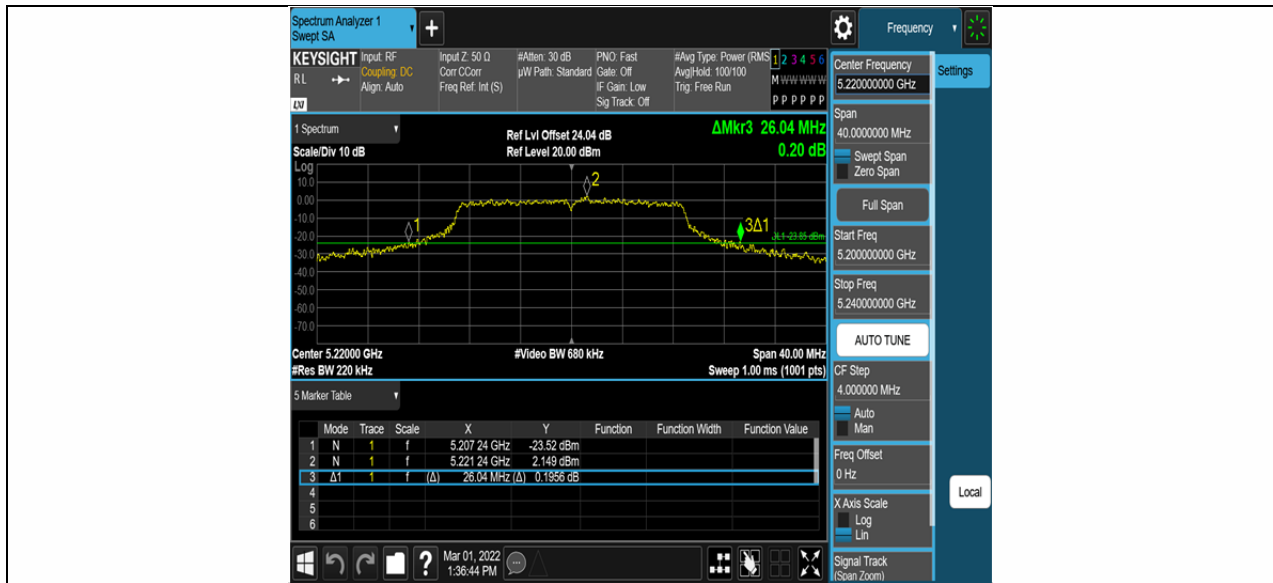 Spectrum Analyzer 1
Swept SA
+
Frequency
KEYSIGHT Input: RF
RL
Coupling: DC
Align: Auto
LXI
Input Z: 50 Ω
Corr CCorr
Freq Ref: Int (S)
#Atten: 30 dB
µW Path: Standard
PNO: Fast
Gate: Off
IF Gain: Low
Sig Track: Off
#Avg Type: Power (RMS
Avg|Hold: 100/100
Trig: Free Run
1 2 3 4 5 6
M W W W W W
P P P P P P
1 Spectrum
Scale/Div 10 dB
Ref Lvl Offset 24.04 dB
Ref Level 20.00 dBm
ΔMkr3 26.04 MHz
0.20 dB
Log
10.0
0.00
-10.0
-20.0
-30.0
-40.0
-50.0
-60.0
-70.0
1
2
3Δ1
DL1 -23.85 dBm
Center 5.22000 GHz
#Res BW 220 kHz
#Video BW 680 kHz
Span 40.00 MHz
Sweep 1.00 ms (1001 pts)
5 Marker Table
Mode Trace Scale X Y Function Function Width Function Value
1 N 1 f 5.207 24 GHz -23.52 dBm
2 N 1 f 5.221 24 GHz 2.149 dBm
3 Δ1 1 f (Δ) 26.04 MHz (Δ) 0.1956 dB
4
5
6
?
Mar 01, 2022
1:36:44 PM
Center Frequency
5.220000000 GHz
Span
40.0000000 MHz
Swept Span
Zero Span
Full Span
Start Freq
5.200000000 GHz
Stop Freq
5.240000000 GHz
AUTO TUNE
CF Step
4.000000 MHz
Auto
Man
Freq Offset
0 Hz
X Axis Scale
Log
Lin
Signal Track
(Span Zoom)
Settings
Local